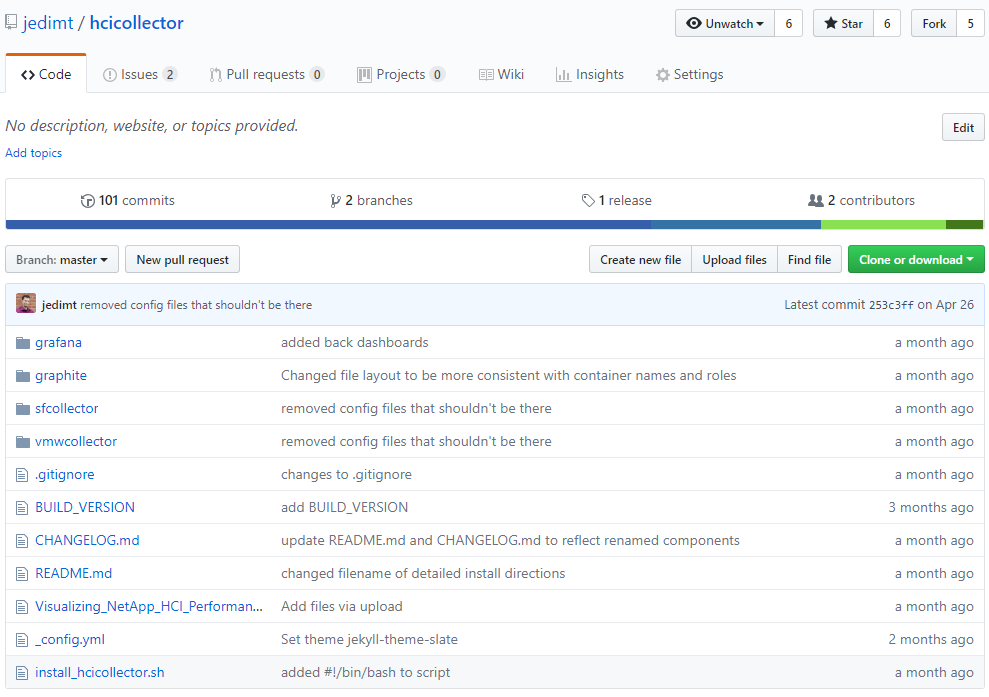 jedimt / hcicollector Unwatch 6 Star 6 Fork 5
Code Issues 2 Pull requests 0 Projects 0 Wiki Insights Settings
No description, website, or topics provided. Edit
Add topics
101 commits 2 branches 1 release 2 contributors
Branch: master New pull request Create new file Upload files Find file Clone or download
jedimt removed config files that shouldn't be there Latest commit 253c3ff on Apr 26
grafana added back dashboards a month ago
graphite Changed file layout to be more consistent with container names and roles a month ago
sfcollector removed config files that shouldn't be there a month ago
vmwcollector removed config files that shouldn't be there a month ago
.gitignore changes to .gitignore a month ago
BUILD_VERSION add BUILD_VERSION 3 months ago
CHANGELOG.md update README.md and CHANGELOG.md to reflect renamed components a month ago
README.md changed filename of detailed install directions a month ago
Visualizing_NetApp_HCI_Performan... Add files via upload a month ago
_config.yml Set theme jekyll-theme-slate 2 months ago
install_hcicollector.sh added #!/bin/bash to script a month ago